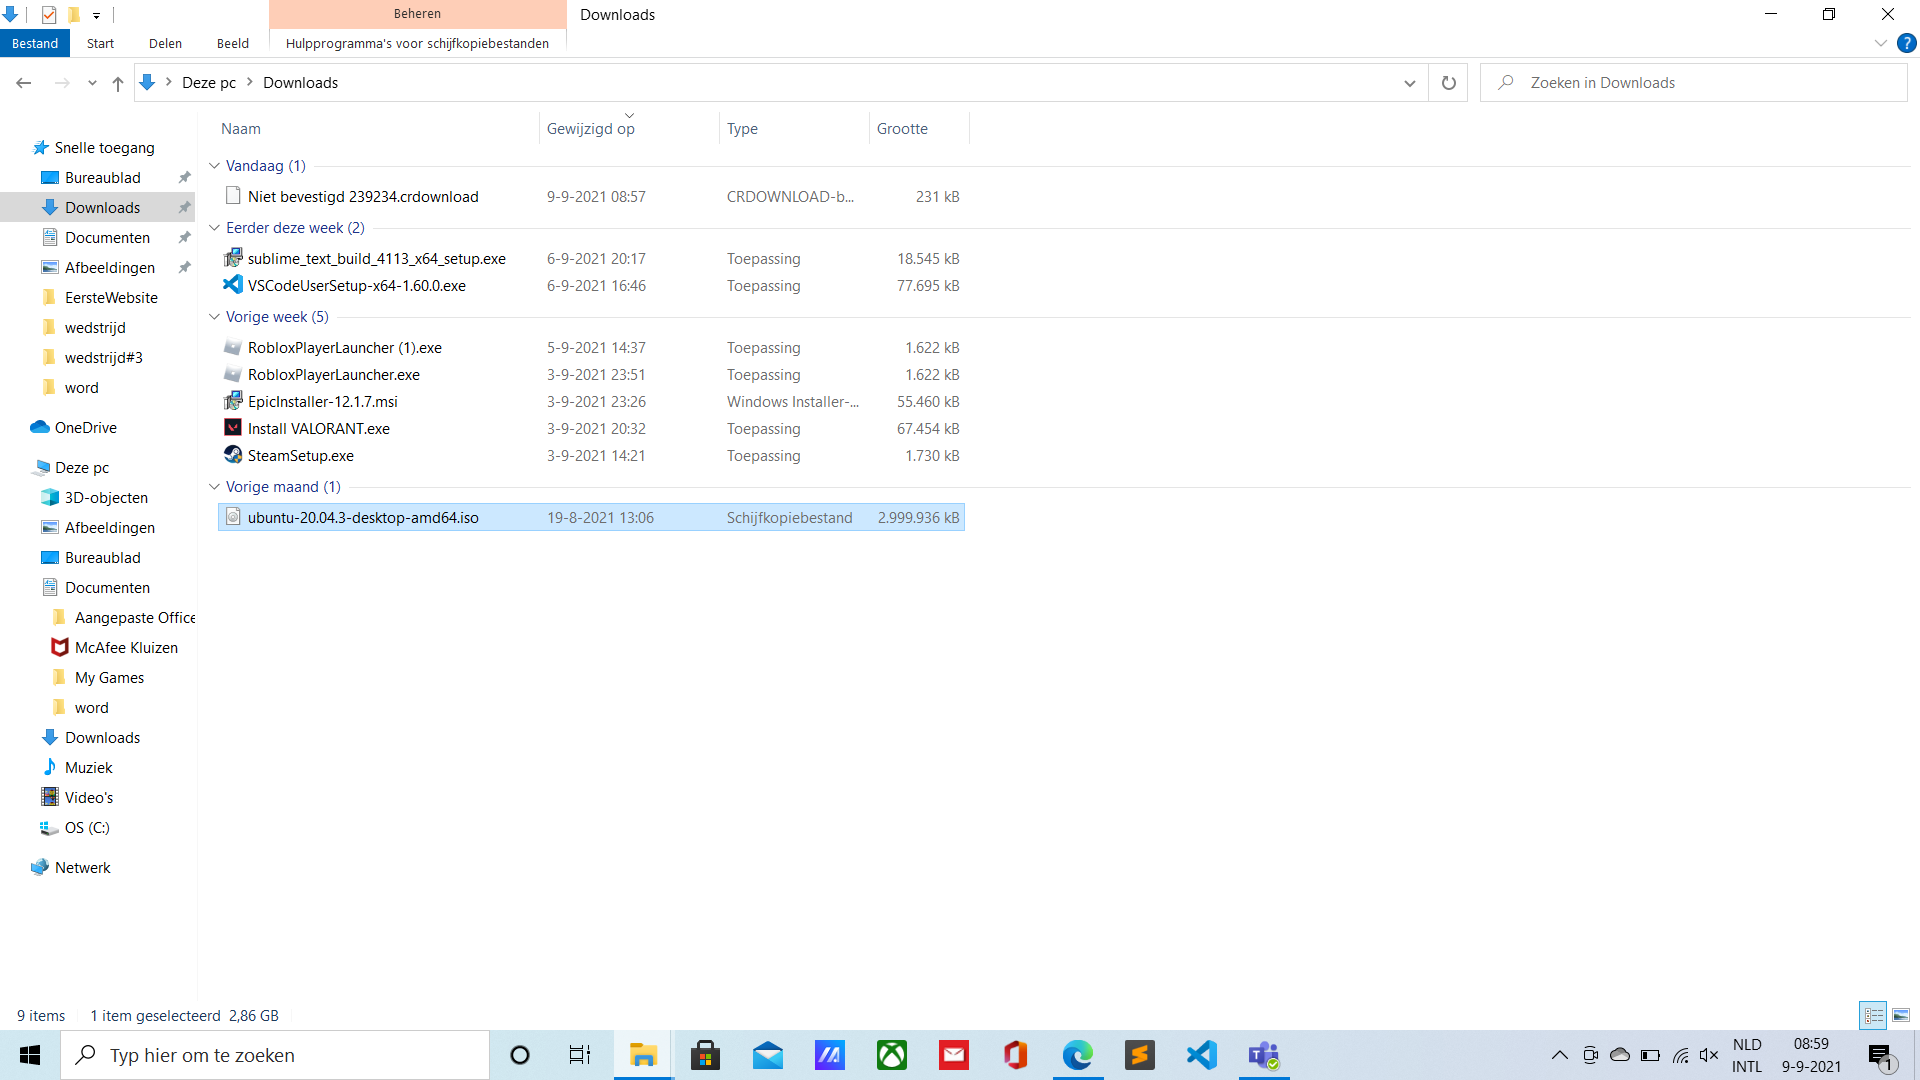 Beheren
Downloads
Bestand
Start
Delen
Beeld
Hulpprogramma's voor schijfkopiebestanden
?
Deze pc
Downloads
Zoeken in Downloads
Naam
Gewijzigd op
Type
Grootte
Snelle toegang
Bureaublad
Downloads
Documenten
Afbeeldingen
EersteWebsite
wedstrijd
wedstrijd#3
word
OneDrive
Deze pc
3D-objecten
Afbeeldingen
Bureaublad
Documenten
Aangepaste Office
McAfee Kluizen
My Games
word
Downloads
Muziek
Video's
OS (C:)
Netwerk
Vandaag (1)
Niet bevestigd 239234.crdownload 9-9-2021 08:57 CRDOWNLOAD-b... 231 kB
Eerder deze week (2)
sublime_text_build_4113_x64_setup.exe 6-9-2021 20:17 Toepassing 18.545 kB
VSCodeUserSetup-x64-1.60.0.exe 6-9-2021 16:46 Toepassing 77.695 kB
Vorige week (5)
RobloxPlayerLauncher (1).exe 5-9-2021 14:37 Toepassing 1.622 kB
RobloxPlayerLauncher.exe 3-9-2021 23:51 Toepassing 1.622 kB
EpicInstaller-12.1.7.msi 3-9-2021 23:26 Windows Installer-... 55.460 kB
Install VALORANT.exe 3-9-2021 20:32 Toepassing 67.454 kB
SteamSetup.exe 3-9-2021 14:21 Toepassing 1.730 kB
Vorige maand (1)
ubuntu-20.04.3-desktop-amd64.iso 19-8-2021 13:06 Schijfkopiebestand 2.999.936 kB
9 items
1 item geselecteerd 2,86 GB
Typ hier om te zoeken
NLD
INTL
08:59
9-9-2021
1